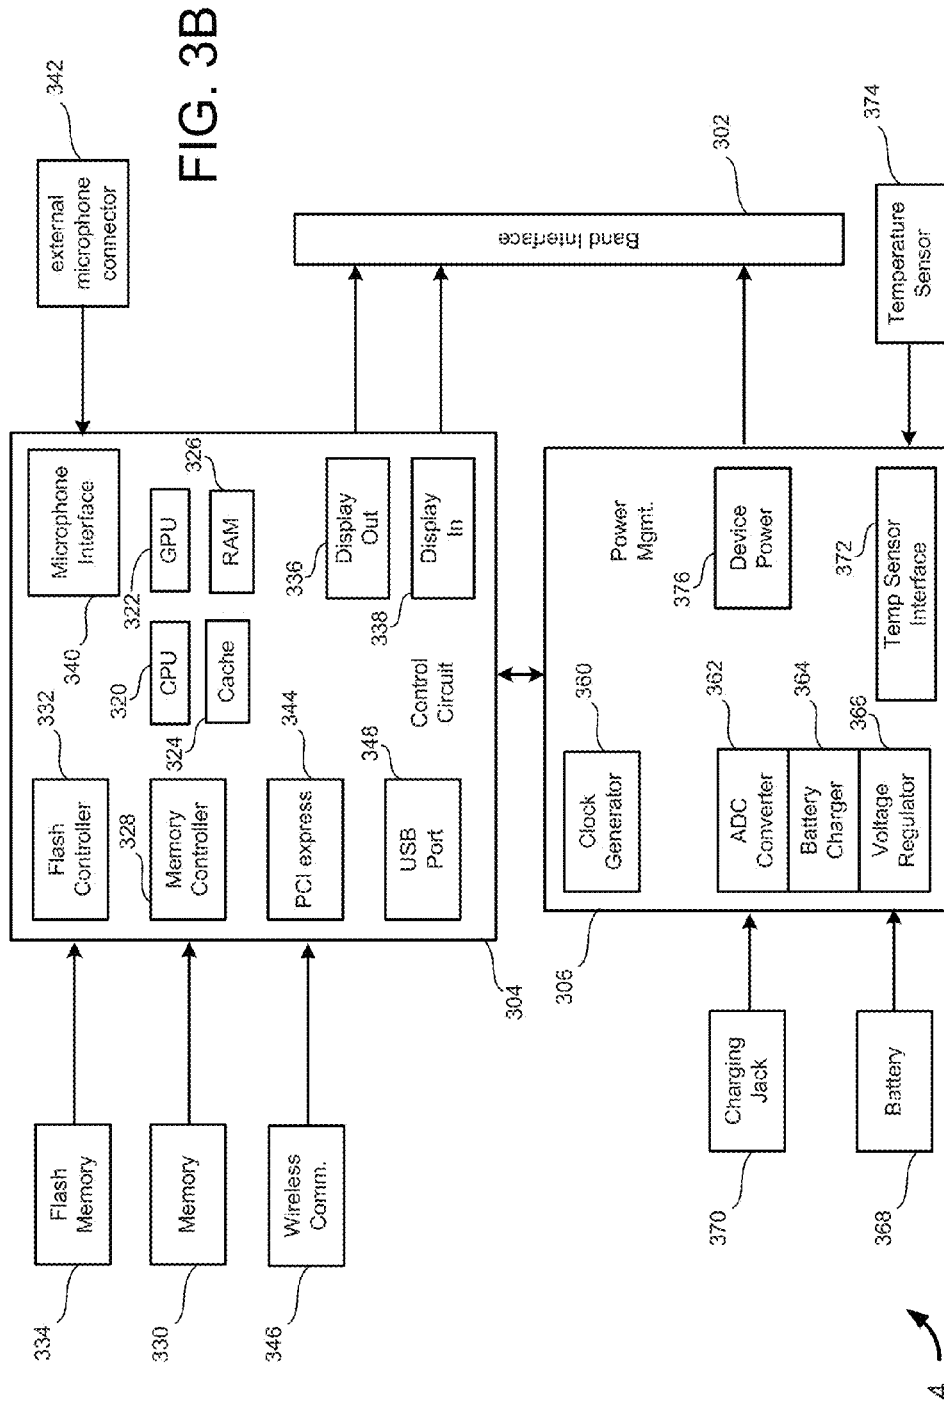 FIG. 3B
334
Flash
Memory
330
Memory
346
Wireless
Comm.
332
Flash
Controller
328
Memory
Controller
344
PCI express
348
USB
Port
304
340
Microphone
Interface
342
external
microphone
connector
320
CPU
322
GPU
324
Cache
326
RAM
336
Display
Out
338
Display
In
Control
Circuit
302
Band Interface
306
360
Clock
Generator
Power
Mgmt.
370
Charging
Jack
362
ADC
Converter
364
Battery
Charger
366
Voltage
Regulator
368
Battery
376
Device
Power
372
Temp Sensor
Interface
374
Temperature
Sensor